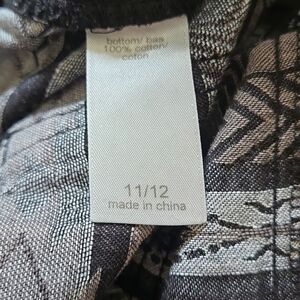 bottom/ bas
100% cotton/
coton
11/12
made in china